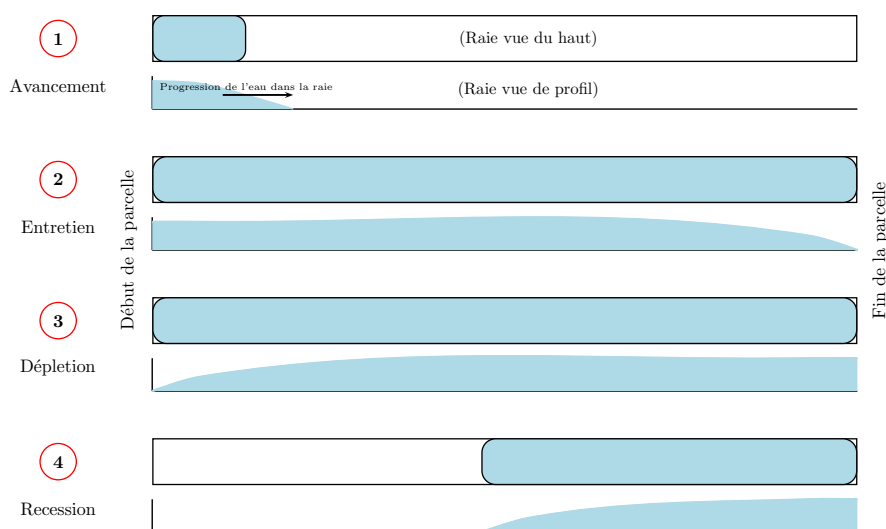 1
(Raie vue du haut)
Avancement
Progression de l'eau dans la raie
(Raie vue de profil)
2
Entretien
Début de la parcelle
Fin de la parcelle
3
Dépletion
4
Recession